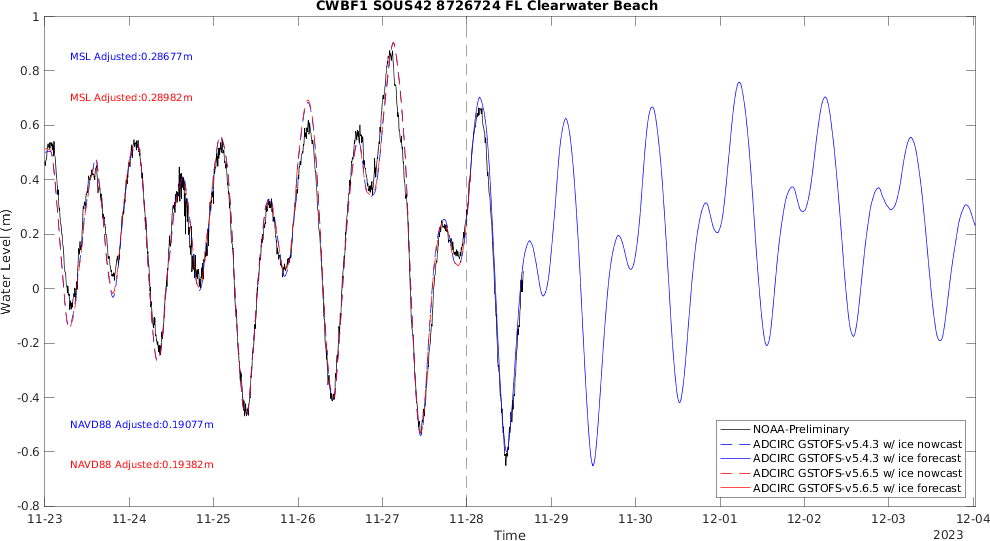 CWBF1 SOUS42 8726724 FL Clearwater Beach
1
0.8
0.6
0.4
0.2
0
-0.2
-0.4
-0.6
-0.8
Water Level (m)
MSL Adjusted:0.28677m
MSL Adjusted:0.28982m
NAVD88 Adjusted:0.19077m
NAVD88 Adjusted:0.19382m
NOAA-Preliminary
ADCIRC GSTOFS-v5.4.3 w/ ice nowcast
ADCIRC GSTOFS-v5.4.3 w/ ice forecast
ADCIRC GSTOFS-v5.6.5 w/ ice nowcast
ADCIRC GSTOFS-v5.6.5 w/ ice forecast
11-23 11-24 11-25 11-26 11-27 11-28 11-29 11-30 12-01 12-02 12-03 12-04
Time
2023